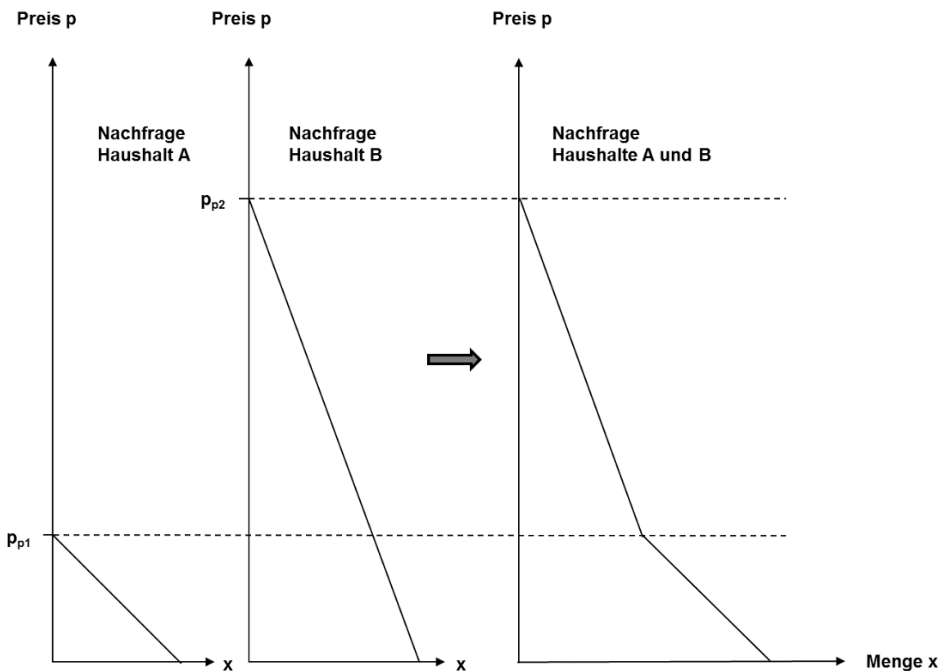 Preis p
Preis p
Preis p
Nachfrage
Haushalt A
Nachfrage
Haushalt B
Nachfrage
Haushalte A und B
pp2
pp1
x
x
Menge x